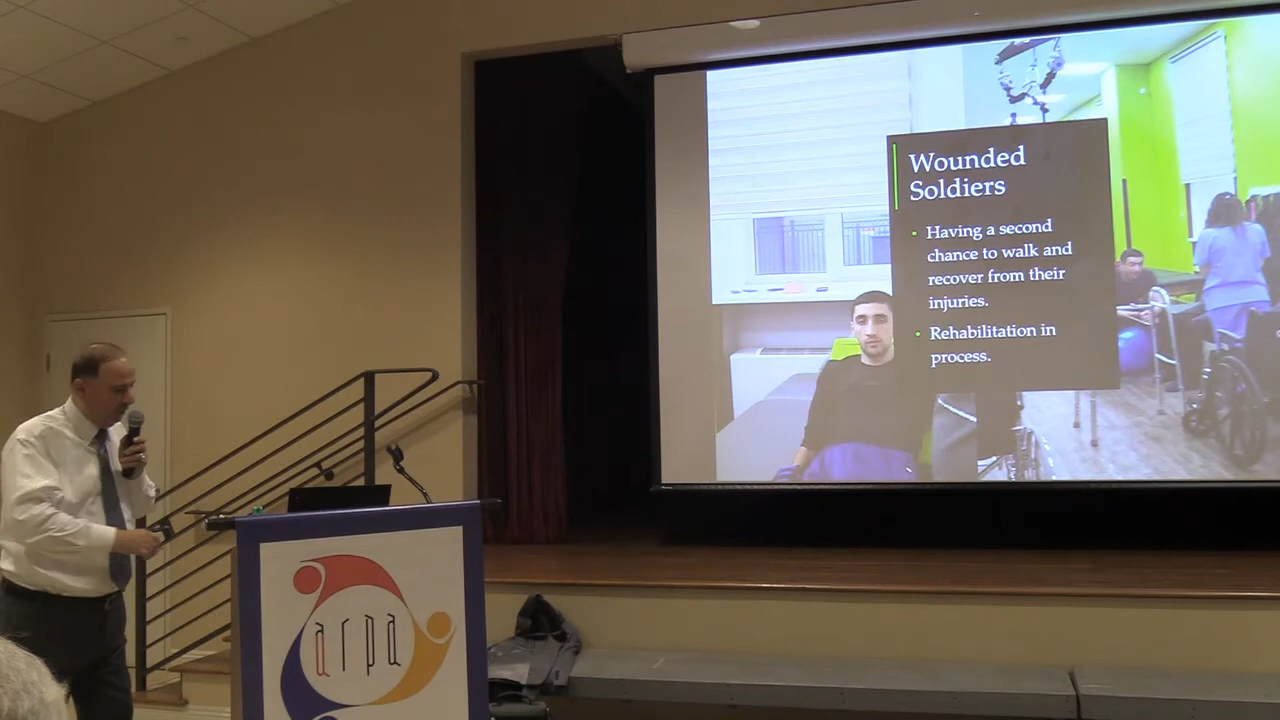 Wounded
Soldiers
• Having a second
chance to walk and
recover from their
injuries.
• Rehabilitation in
process.
arpa